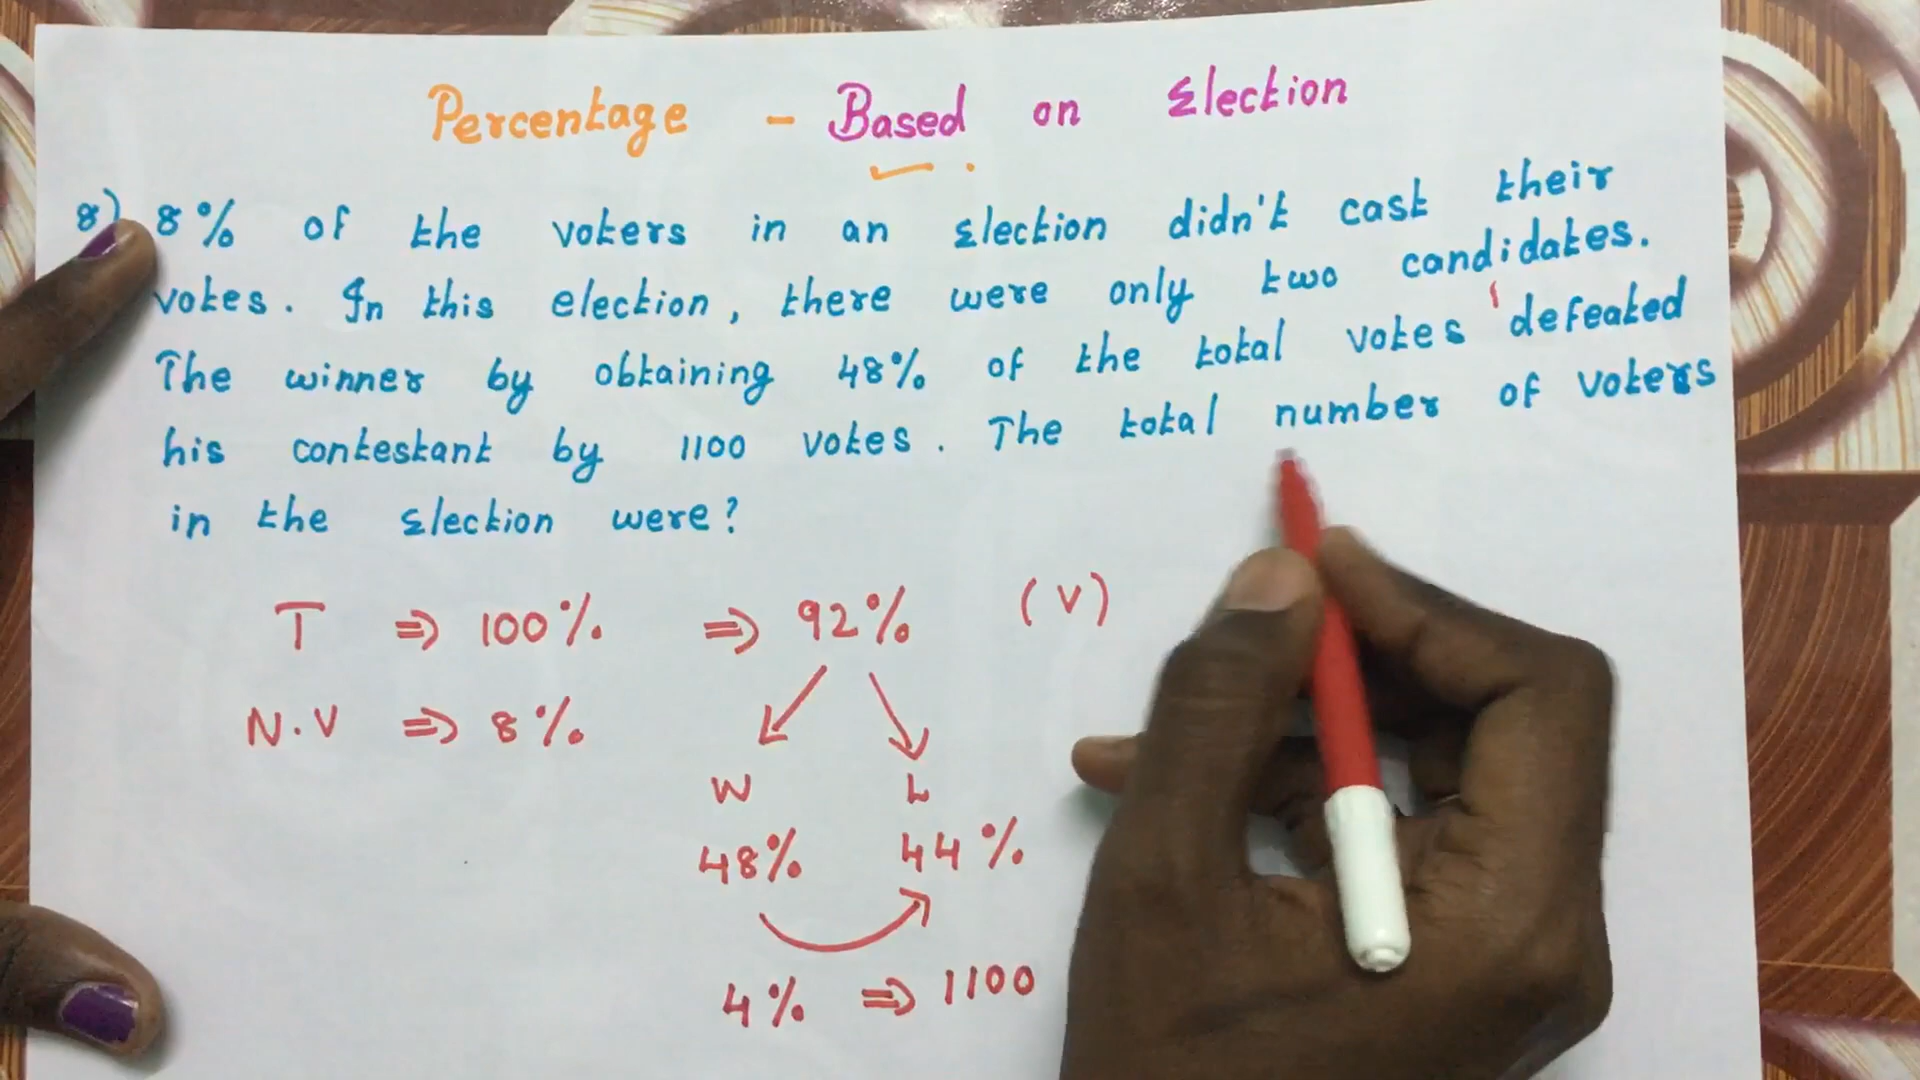 Percentage - Based on Election
8) 8% of the voters in an Election didn't cast their
votes. In this election, there were only two candidates.
The winner by obtaining 48% of the total votes defeated
his contestant by 1100 votes. The total number of voters
in the Election were?
T ⇒ 100% ⇒ 92% (V)
N.V ⇒ 8%
W L
48% 44%
4% ⇒ 1100